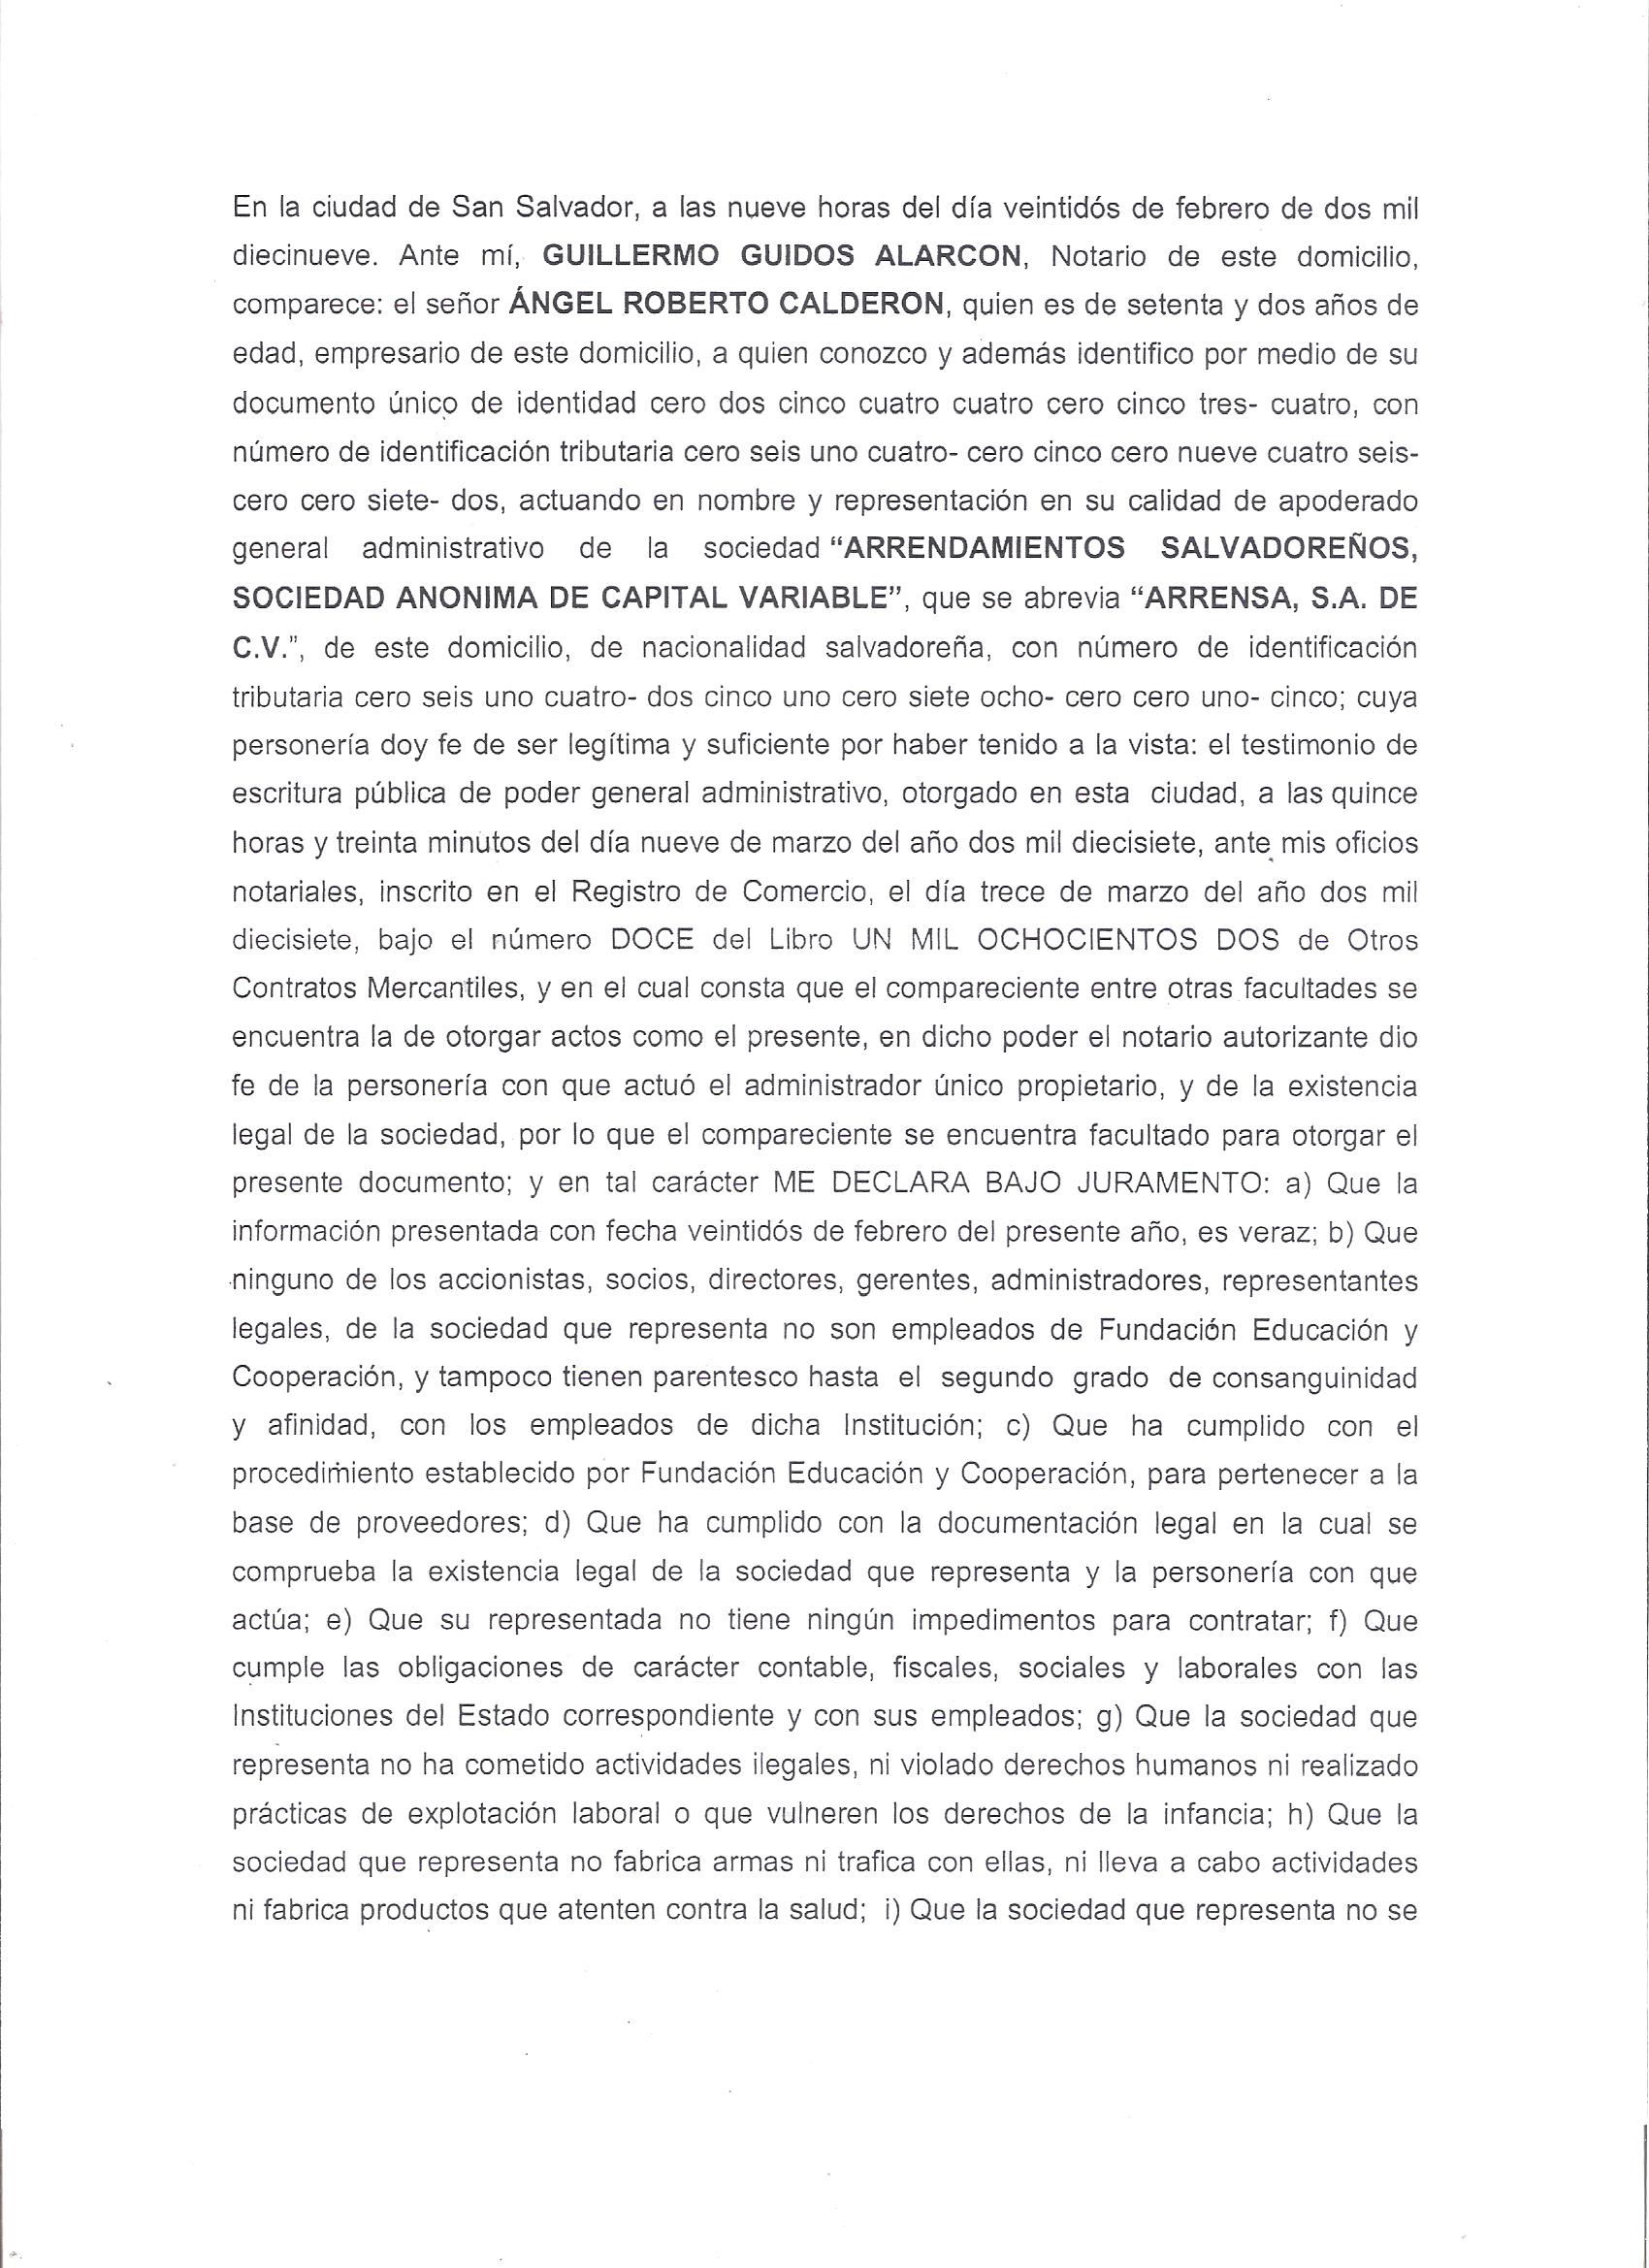 En la ciudad de San Salvador, a las nueve horas del día veintidós de febrero de dos mil
diecinueve. Ante mí, GUILLERMO GUIDOS ALARCON, Notario de este domicilio,
comparece: el señor ÁNGEL ROBERTO CALDERON, quien es de setenta y dos años de
edad, empresario de este domicilio, a quien conozco y además identifico por medio de su
documento único de identidad cero dos cinco cuatro cuatro cero cinco tres- cuatro, con
número de identificación tributaria cero seis uno cuatro- cero cinco cero nueve cuatro seis-
cero cero siete- dos, actuando en nombre y representación en su calidad de apoderado
general administrativo de la sociedad “ARRENDAMIENTOS SALVADOREÑOS,
SOCIEDAD ANONIMA DE CAPITAL VARIABLE”, que se abrevia “ARRENSA, S.A. DE
C.V.”, de este domicilio, de nacionalidad salvadoreña, con número de identificación
tributaria cero seis uno cuatro- dos cinco uno cero siete ocho- cero cero uno- cinco; cuya
personería doy fe de ser legítima y suficiente por haber tenido a la vista: el testimonio de
escritura pública de poder general administrativo, otorgado en esta ciudad, a las quince
horas y treinta minutos del día nueve de marzo del año dos mil diecisiete, ante mis oficios
notariales, inscrito en el Registro de Comercio, el día trece de marzo del año dos mil
diecisiete, bajo el número DOCE del Libro UN MIL OCHOCIENTOS DOS de Otros
Contratos Mercantiles, y en el cual consta que el compareciente entre otras facultades se
encuentra la de otorgar actos como el presente, en dicho poder el notario autorizante dio
fe de la personería con que actuó el administrador único propietario, y de la existencia
legal de la sociedad, por lo que el compareciente se encuentra facultado para otorgar el
presente documento; y en tal carácter ME DECLARA BAJO JURAMENTO: a) Que la
información presentada con fecha veintidós de febrero del presente año, es veraz; b) Que
ninguno de los accionistas, socios, directores, gerentes, administradores, representantes
legales, de la sociedad que representa no son empleados de Fundación Educación y
Cooperación, y tampoco tienen parentesco hasta el segundo grado de consanguinidad
y afinidad, con los empleados de dicha Institución; c) Que ha cumplido con el
procedimiento establecido por Fundación Educación y Cooperación, para pertenecer a la
base de proveedores; d) Que ha cumplido con la documentación legal en la cual se
comprueba la existencia legal de la sociedad que representa y la personería con que
actúa; e) Que su representada no tiene ningún impedimentos para contratar; f) Que
cumple las obligaciones de carácter contable, fiscales, sociales y laborales con las
Instituciones del Estado correspondiente y con sus empleados; g) Que la sociedad que
representa no ha cometido actividades ilegales, ni violado derechos humanos ni realizado
prácticas de explotación laboral o que vulneren los derechos de la infancia; h) Que la
sociedad que representa no fabrica armas ni trafica con ellas, ni lleva a cabo actividades
ni fabrica productos que atenten contra la salud; i) Que la sociedad que representa no se